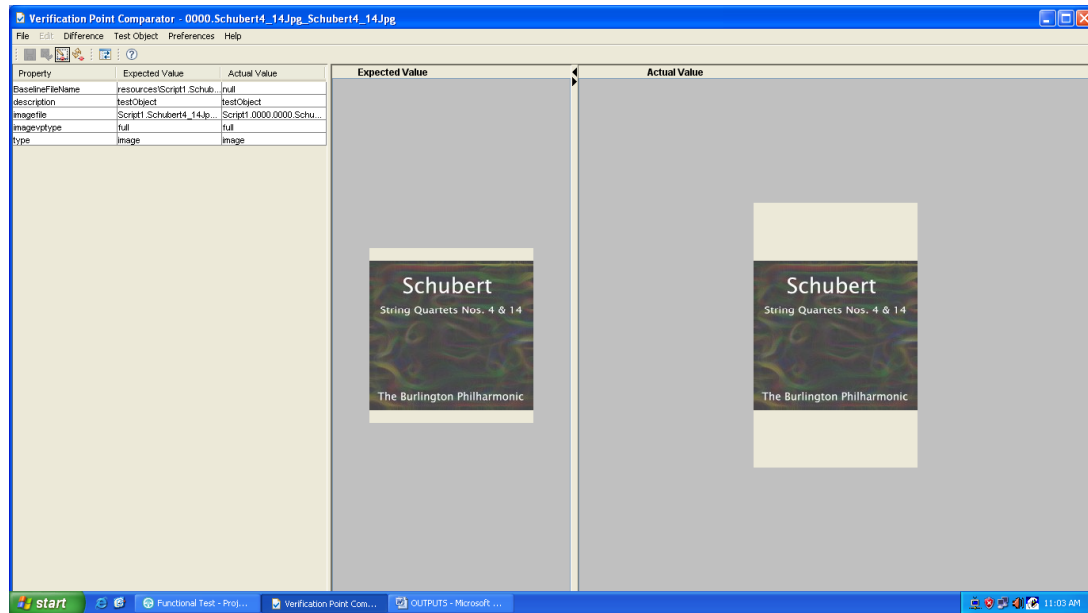 Verification Point Comparator - 0000.Schubert4_14.Jpg_Schubert4_14.Jpg
File Edit Difference Test Object Preferences Help
Property Expected Value Actual Value
BaselineFileName resources\Script1.Schub... null
description testObject testObject
imagefile Script1.Schubert4_14Jp... Script1.0000.0000.Schu...
imagevptype full full
type image image
Expected Value
Schubert
String Quartets Nos. 4 & 14
The Burlington Philharmonic
Actual Value
Schubert
String Quartets Nos. 4 & 14
The Burlington Philharmonic
start Functional Test - Proj... Verification Point Com... OUTPUTS - Microsoft ... 11:03 AM